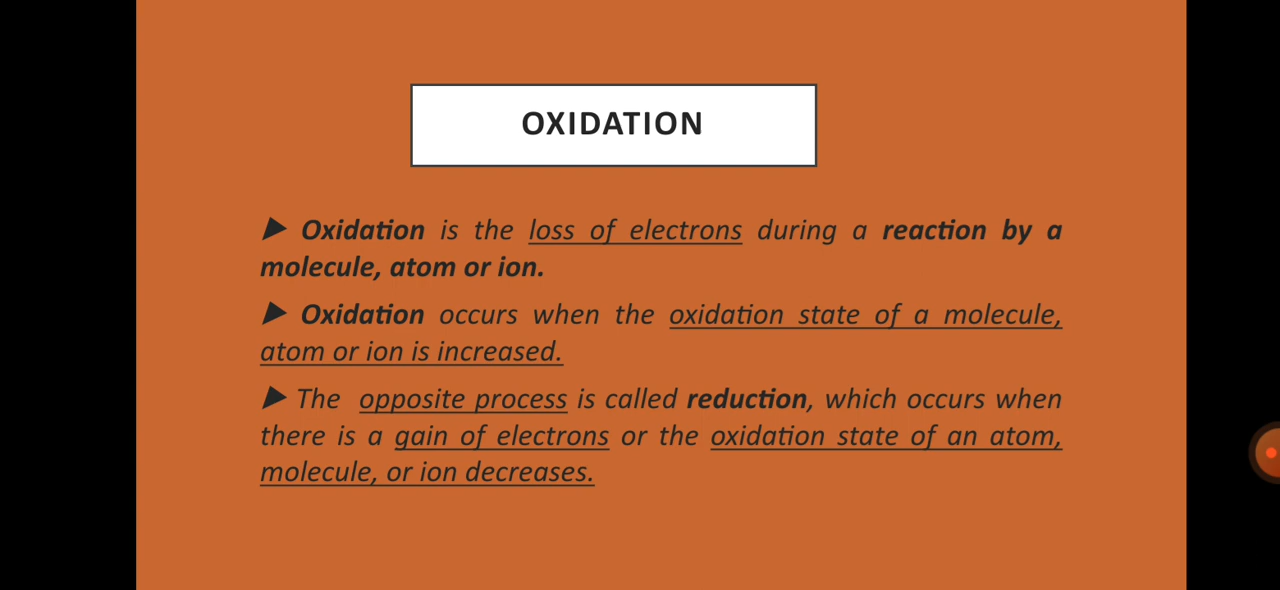 OXIDATION
▶ Oxidation is the loss of electrons during a reaction by a
molecule, atom or ion.
▶ Oxidation occurs when the oxidation state of a molecule,
atom or ion is increased.
▶ The opposite process is called reduction, which occurs when
there is a gain of electrons or the oxidation state of an atom,
molecule, or ion decreases.